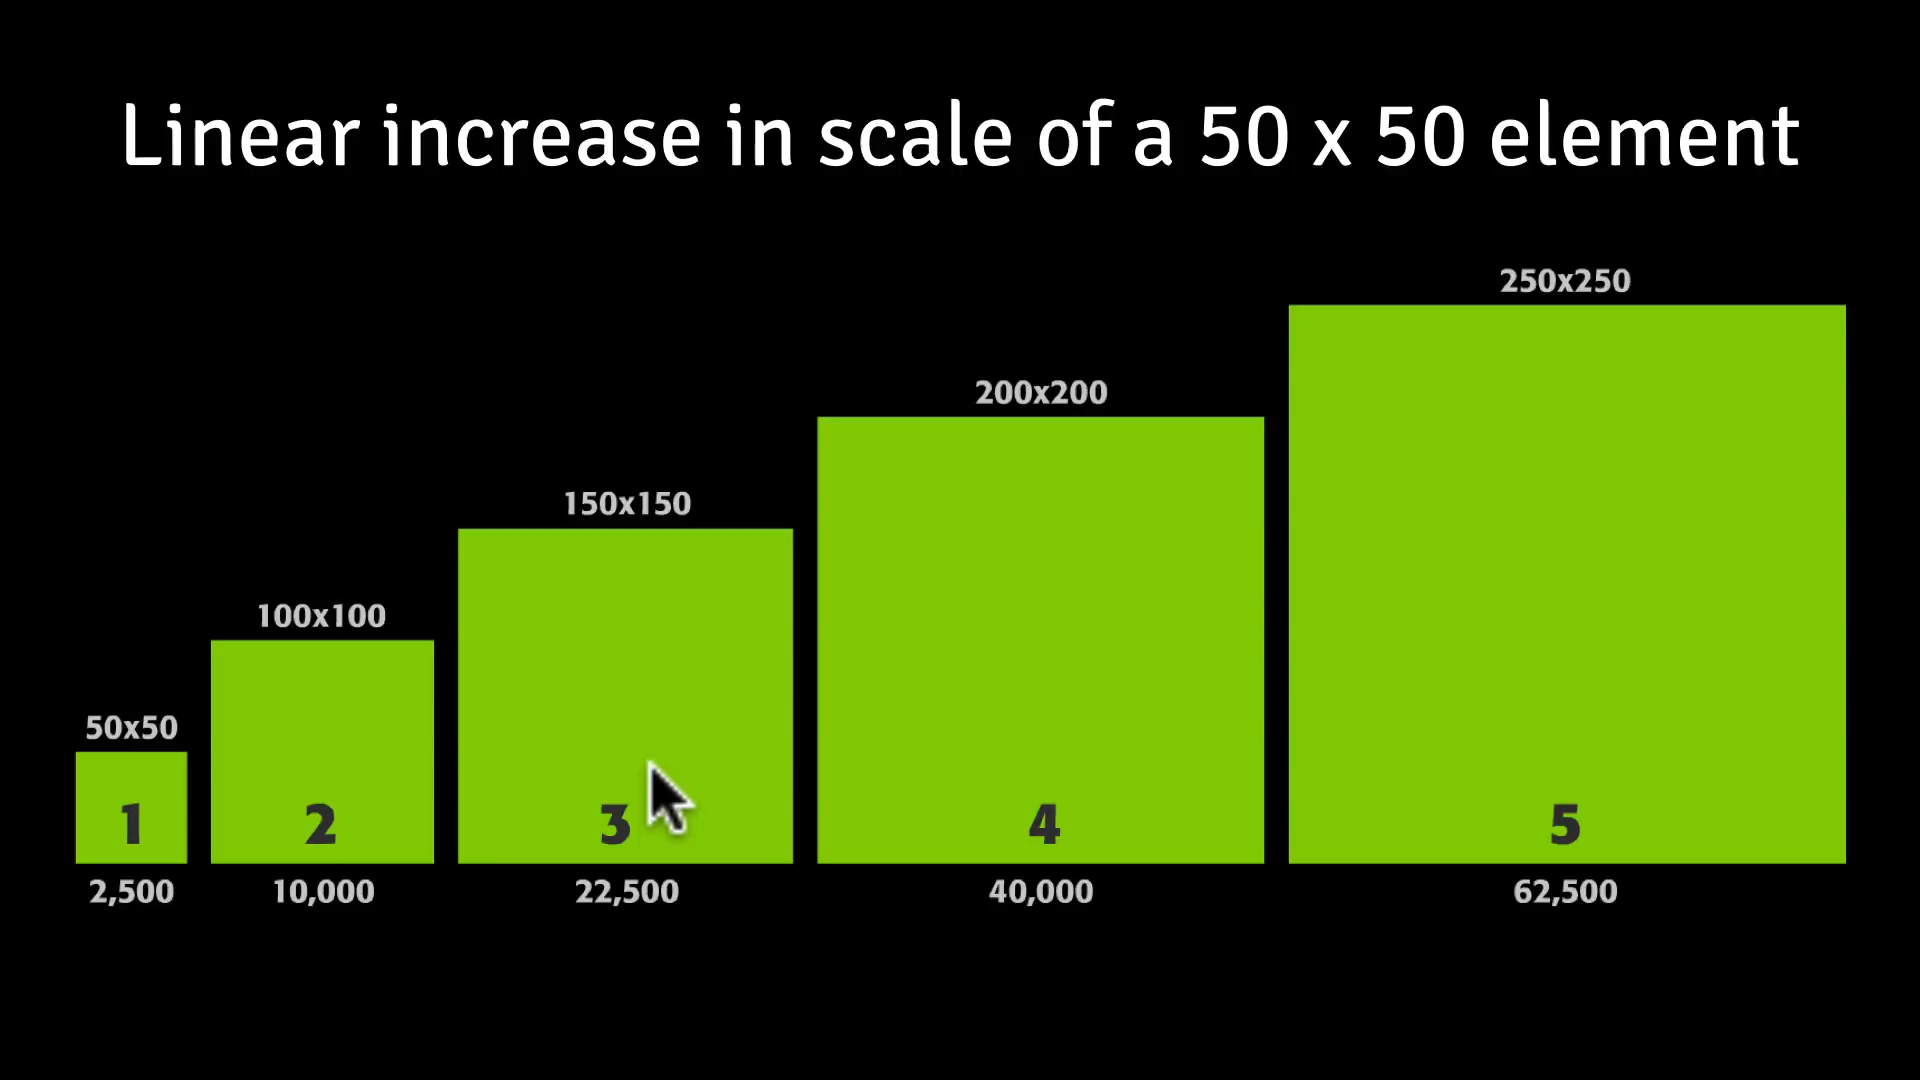 Linear increase in scale of a 50 x 50 element
250x250
200x200
150x150
100x100
50x50
1 2 3 4 5
2,500 10,000 22,500 40,000 62,500